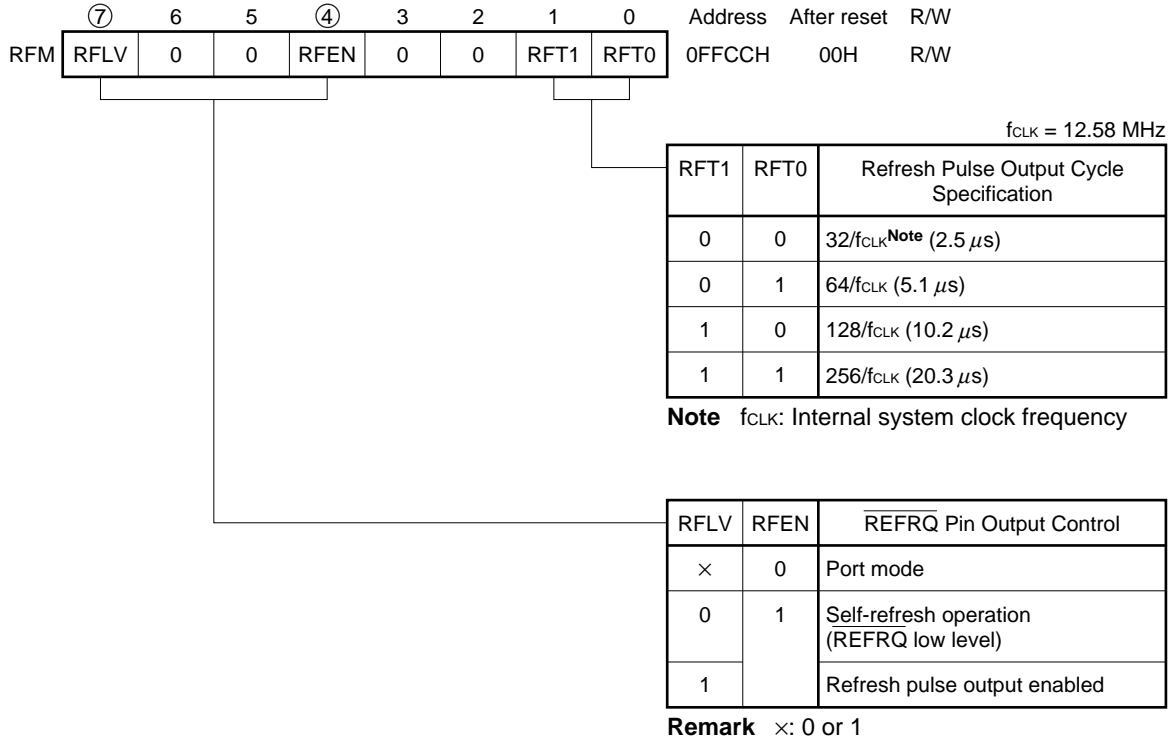 ⑦ 6 5 ④ 3 2 1 0 Address After reset R/W
RFM RFLV 0 0 RFEN 0 0 RFT1 RFT0 0FFCCH 00H R/W
fCLK = 12.58 MHz
RFT1 RFT0 Refresh Pulse Output Cycle
Specification
0 0 32/fCLKNote (2.5 μs)
0 1 64/fCLK (5.1 μs)
1 0 128/fCLK (10.2 μs)
1 1 256/fCLK (20.3 μs)
Note fCLK: Internal system clock frequency
RFLV RFEN REFRQ Pin Output Control
× 0 Port mode
0 1 Self-refresh operation
(REFRQ low level)
1 Refresh pulse output enabled
Remark ×: 0 or 1